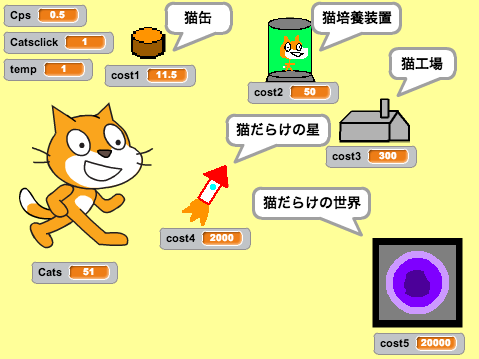 Cps 0.5
猫缶
猫培養装置
Catsclick 1
temp 1
cost1 11.5
猫工場
cost2 50
猫だらけの星
cost3 300
猫だらけの世界
cost4 2000
Cats 51
cost5 20000